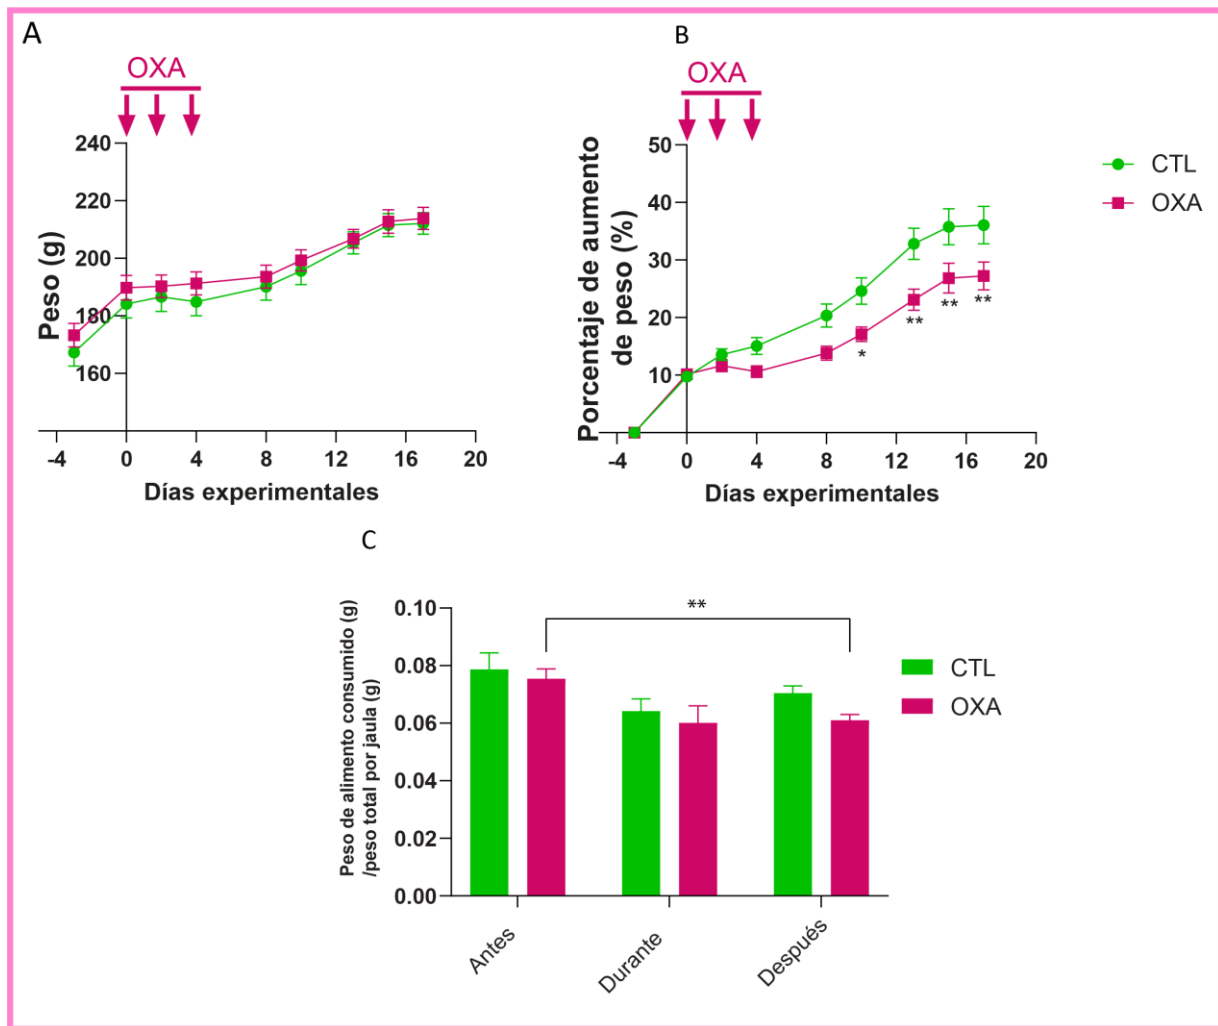 A
OXA
Peso (g)
240
220
200
180
160
-4 0 4 8 12 16 20
Días experimentales
B
OXA
Porcentaje de aumento
de peso (%)
50
40
30
20
10
* ** ** **
-4 0 4 8 12 16 20
Días experimentales
CTL
OXA
C
Peso de alimento consumido (g)
/peso total por jaula (g)
0.10
0.08
0.06
0.04
0.02
0.00
**
Antes Durante Después
CTL
OXA